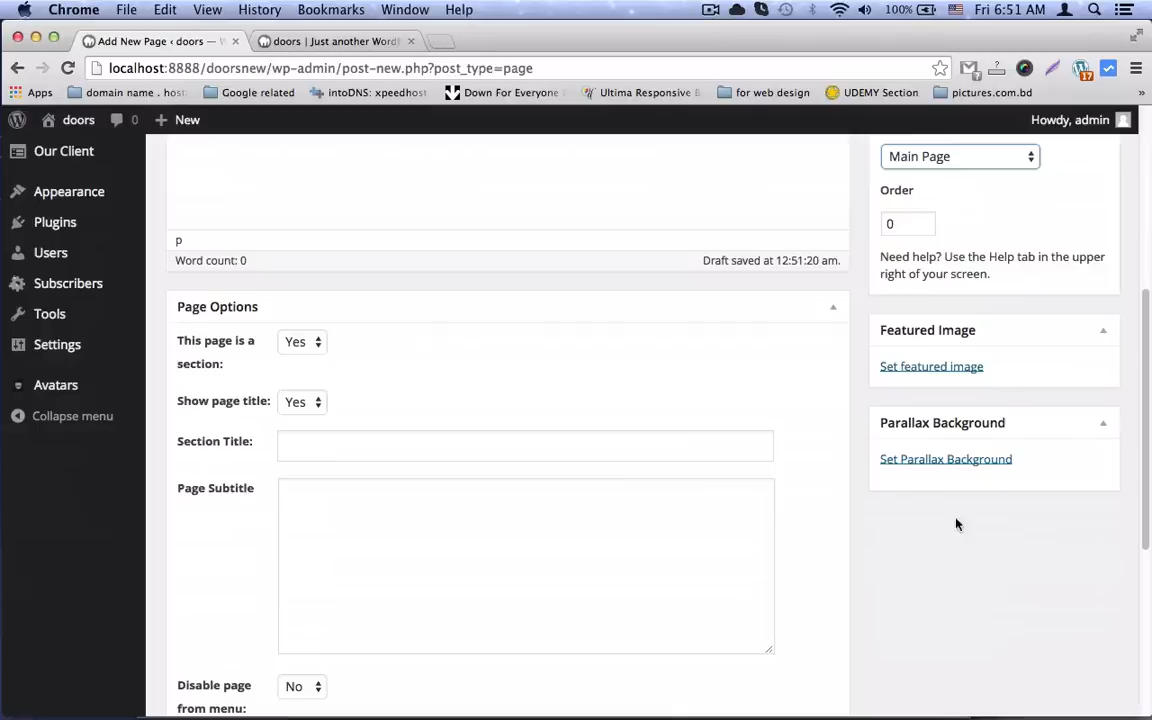 Chrome File Edit View History Bookmarks Window Help 100% Fri 6:51 AM
Add New Page ‹ doors — × doors | Just another Word ×
localhost:8888/doorsnew/wp-admin/post-new.php?post_type=page 17
Apps domain name . host Google related intoDNS: xpeedhost Down For Everyone Ultima Responsive for web design UDEMY Section pictures.com.bd »
doors 0 New Howdy, admin
Our Client
Appearance
Plugins
Users
Subscribers
Tools
Settings
Avatars
Collapse menu
p
Word count: 0 Draft saved at 12:51:20 am.
Page Options
This page is a section: Yes
Show page title: Yes
Section Title:
Page Subtitle
Disable page from menu: No
Main Page
Order
0
Need help? Use the Help tab in the upper
right of your screen.
Featured Image
Set featured image
Parallax Background
Set Parallax Background